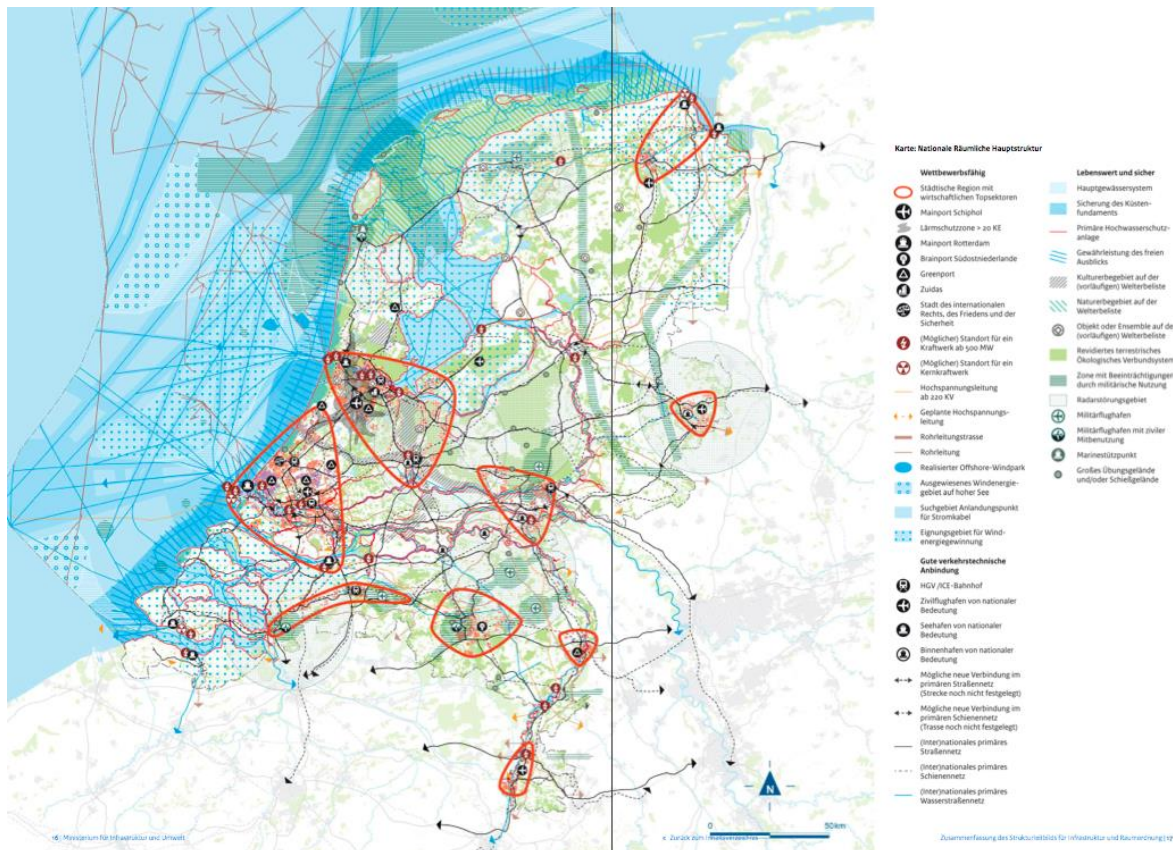 Karte: Nationale Räumliche Hauptstruktur
Wettbewerbsfähig
Städtische Region mit
wirtschaftlichen Topsektoren
Mainport Schiphol
Lärmschutzzone > 20 KE
Mainport Rotterdam
Brainport Südostniederlande
Greenport
Zuidas
Stadt des internationalen
Rechts, des Friedens und der
Sicherheit
(Möglicher) Standort für ein
Kraftwerk ab 500 MW
(Möglicher) Standort für ein
Kernkraftwerk
Hochspannungsleitung
ab 220 KV
Geplante Hochspannungs-
leitung
Rohrleitungstrasse
Rohrleitung
Realisierter Offshore-Windpark
Ausgewiesenes Windenergie-
gebiet auf hoher See
Suchgebiet Anlandungspunkt
für Stromkabel
Eignungsgebiet für Wind-
energiegewinnung
Gute verkehrstechnische
Anbindung
HGV /ICE-Bahnhof
Zivilflughafen von nationaler
Bedeutung
Seehafen von nationaler
Bedeutung
Binnenhafen von nationaler
Bedeutung
Mögliche neue Verbindung im
primären Straßennetz
(Strecke noch nicht festgelegt)
Mögliche neue Verbindung im
primären Schienennetz
(Trasse noch nicht festgelegt)
(Inter)nationales primäres
Straßennetz
(Inter)nationales primäres
Schienennetz
(Inter)nationales primäres
Wasserstraßennetz
Lebenswert und sicher
Hauptgewässersystem
Sicherung des Küsten-
fundaments
Primäre Hochwasserschutz-
anlage
Gewährleistung des freien
Ausblicks
Kulturerbegebiet auf der
(vorläufigen) Welterbeliste
Naturerbegebiet auf der
Welterbeliste
Objekt oder Ensemble auf de
(vorläufigen) Welterbeliste
Revidiertes terrestrisches
Ökologisches Verbundsystem
Zone mit Beeinträchtigungen
durch militärische Nutzung
Radarstörungsgebiet
Militärflughafen
Militärflughafen mit ziviler
Mitbenutzung
Marinestützpunkt
Großes Übungsgelände
und/oder Schießgelände
N
0 50km
16 | Ministerium für Infrastruktur und Umwelt
Zurück zum Inhaltsverzeichnis
Zusammenfassung des Strukturleitbilds für Infrastruktur und Raumordnung | 17